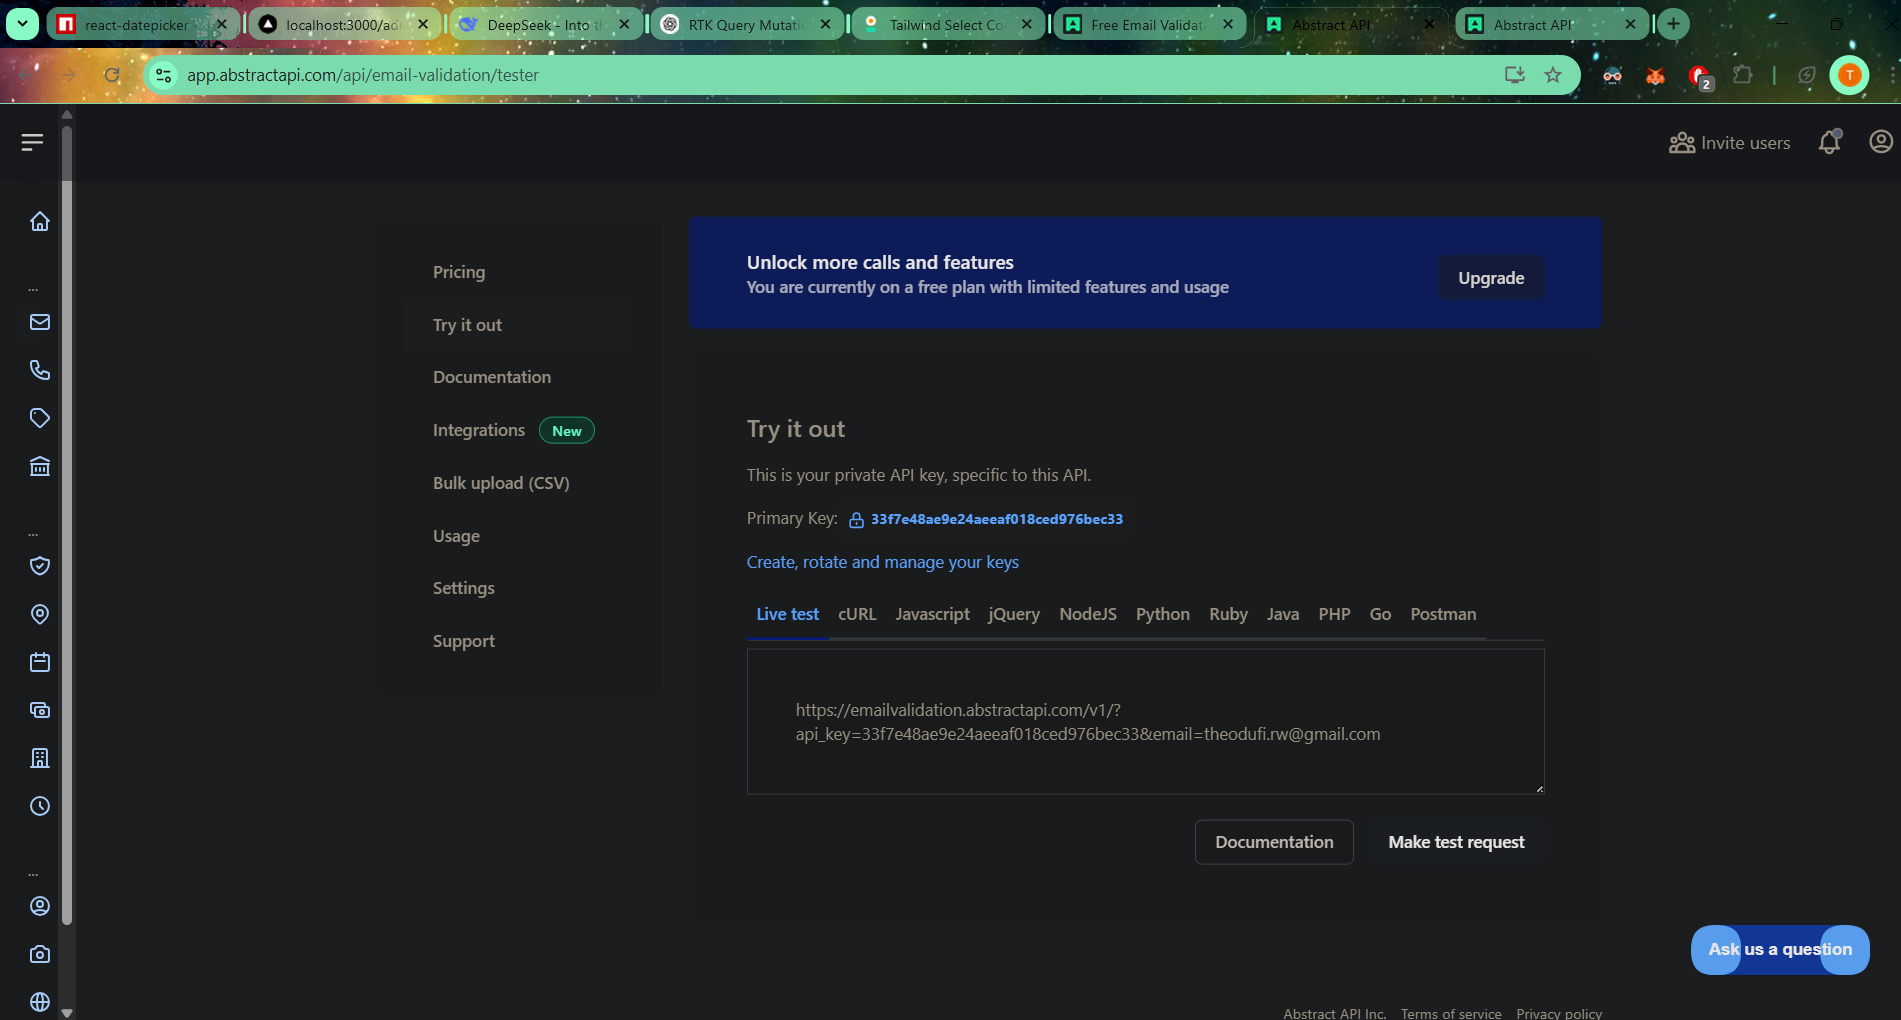 react-datepicker -
localhost:3000/adr
DeepSeek - Into th
RTK Query Mutatio
Tailwind Select Co
Free Email Validati
Abstract API
Abstract API
app.abstractapi.com/api/email-validation/tester
2
T
Invite users
Pricing
Try it out
Documentation
Integrations New
Bulk upload (CSV)
Usage
Settings
Support
...
...
...
Unlock more calls and features
You are currently on a free plan with limited features and usage
Upgrade
Try it out
This is your private API key, specific to this API.
Primary Key: 33f7e48ae9e24aeeaf018ced976bec33
Create, rotate and manage your keys
Live test cURL Javascript jQuery NodeJS Python Ruby Java PHP Go Postman
https://emailvalidation.abstractapi.com/v1/?
api_key=33f7e48ae9e24aeeaf018ced976bec33&email=theodufi.rw@gmail.com
Documentation Make test request
Ask us a question
Abstract API Inc. Terms of service Privacy policy